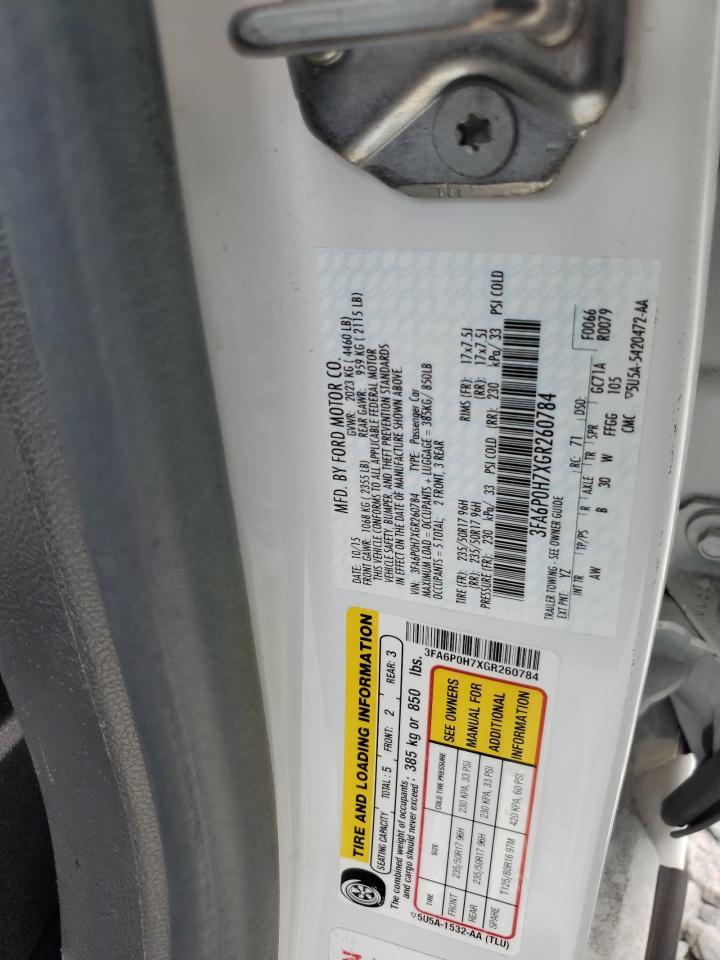 MFD. BY FORD MOTOR CO.
DATE: 10/15 GVWR: 2023 KG ( 4460 LB)
FRONT GAWR: 1068 KG ( 2355 LB) REAR GAWR: 959 KG ( 2115 LB)
THIS VEHICLE CONFORMS TO ALL APPLICABLE FEDERAL MOTOR
VEHICLE SAFETY, BUMPER, AND THEFT PREVENTION STANDARDS
IN EFFECT ON THE DATE OF MANUFACTURE SHOWN ABOVE.
VIN: 3FA6P0H7XGR260784 TYPE: Passenger Car
MAXIMUM LOAD = OCCUPANTS + LUGGAGE = 385KG/ 850LB
OCCUPANTS = 5 TOTAL: 2 FRONT, 3 REAR
TIRE (FR): 235/50R17 96H RIMS (FR): 17x7.5J
(RR): 235/50R17 96H (RR): 17x7.5J
PRESSURE (FR): 230 kPa/ 33 PSI COLD (RR): 230 kPa/ 33 PSI COLD
3FA6P0H7XGR260784
TRAILER TOWING - SEE OWNER GUIDE
EXT PNT: YZ RC: 71 DSO: F0066
R0079
INT TR TP/PS R AXLE TR SPR GC71A
AW B 30 W FFGG 105
CMC ▽5U5A-5420472-AA
TIRE AND LOADING INFORMATION
SEATING CAPACITY TOTAL : 5 FRONT: 2 REAR: 3
The combined weight of occupants
and cargo should never exceed : 385 kg or 850 lbs.
3FA6P0H7XGR260784
TIRE SIZE COLD TIRE PRESSURE
FRONT 235/50R17 96H 230 KPA, 33 PSI
REAR 235/50R17 96H 230 KPA, 33 PSI
SPARE T125/80R16 97M 420 KPA, 60 PSI
SEE OWNERS
MANUAL FOR
ADDITIONAL
INFORMATION
▽5U5A-1532-AA (TLU)